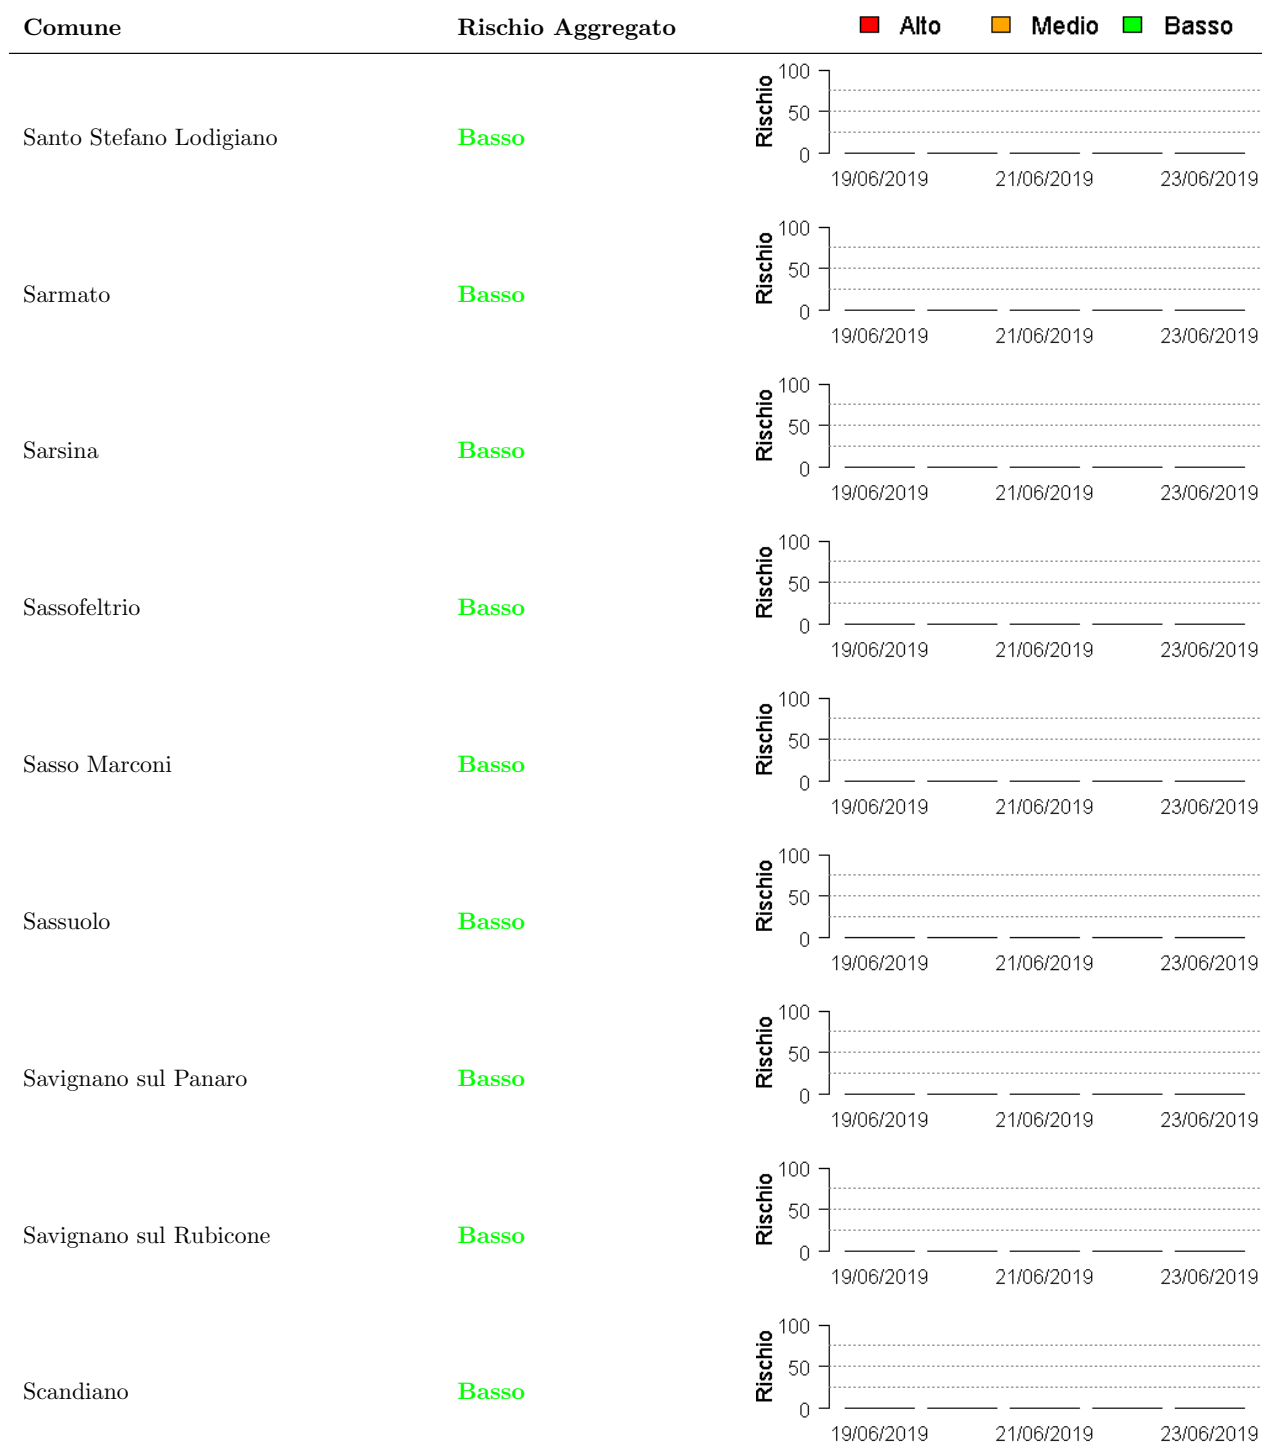 Comune Rischio Aggregato Alto Medio Basso
100
50
0
Rischio
Santo Stefano Lodigiano Basso
19/06/2019 21/06/2019 23/06/2019
100
50
0
Rischio
Sarmato Basso
19/06/2019 21/06/2019 23/06/2019
100
50
0
Rischio
Sarsina Basso
19/06/2019 21/06/2019 23/06/2019
100
50
0
Rischio
Sassofeltrio Basso
19/06/2019 21/06/2019 23/06/2019
100
50
0
Rischio
Sasso Marconi Basso
19/06/2019 21/06/2019 23/06/2019
100
50
0
Rischio
Sassuolo Basso
19/06/2019 21/06/2019 23/06/2019
100
50
0
Rischio
Savignano sul Panaro Basso
19/06/2019 21/06/2019 23/06/2019
100
50
0
Rischio
Savignano sul Rubicone Basso
19/06/2019 21/06/2019 23/06/2019
100
50
0
Rischio
Scandiano Basso
19/06/2019 21/06/2019 23/06/2019